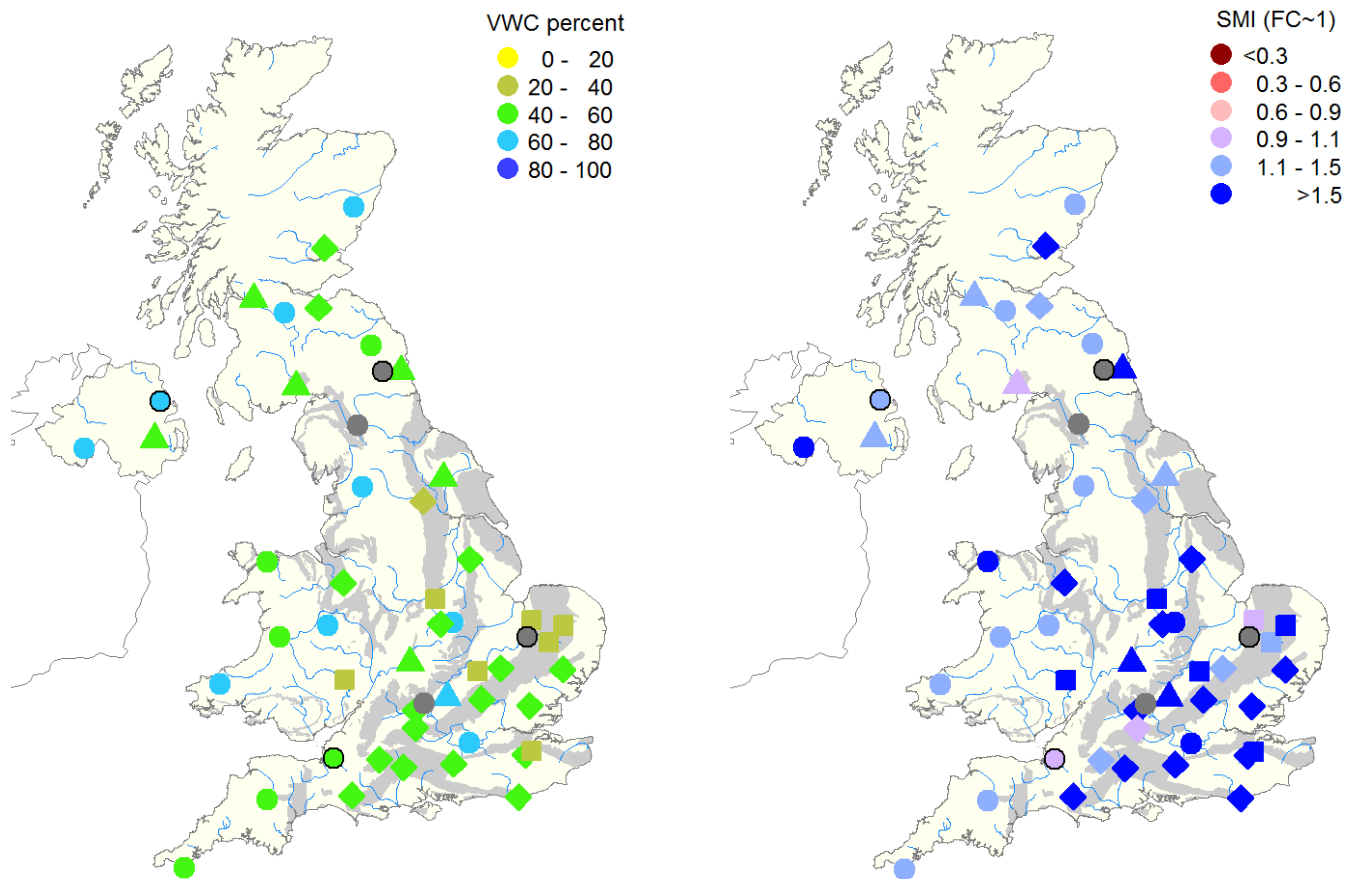 VWC percent
0 - 20
20 - 40
40 - 60
60 - 80
80 - 100
SMI (FC~1)
<0.3
0.3 - 0.6
0.6 - 0.9
0.9 - 1.1
1.1 - 1.5
>1.5